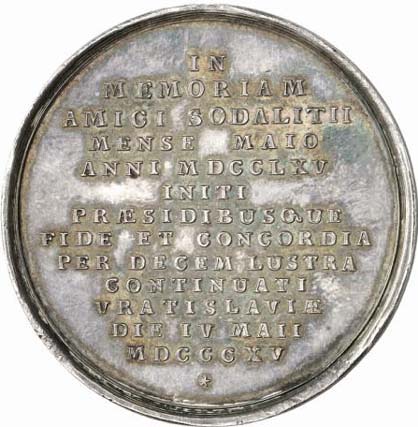 IN
MEMORIAM
AMICI SODALITII
MENSE MAIO
ANNI MDCCLXV
INITI
PRÆSIDIBUSQUE
FIDE ET CONCORDIA
PER DECEM LUSTRA
CONTINUATI
VRATISLAVIÆ
DIE IV MAII
MDCCCXV